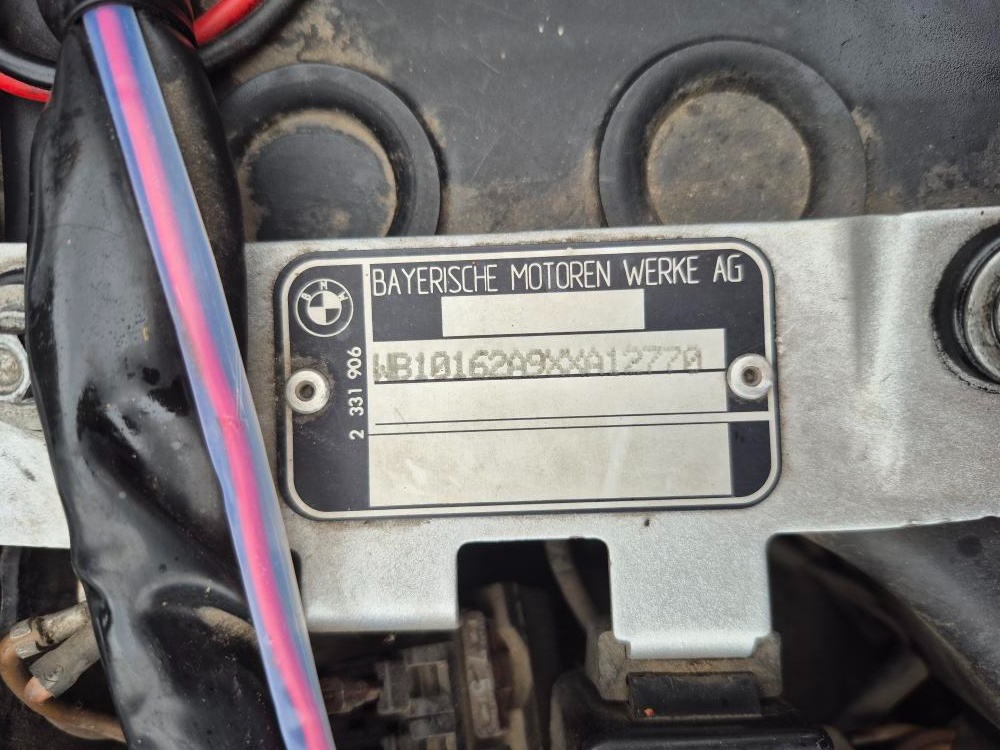 BAYERISCHE MOTOREN WERKE AG
BMW
WB10162A9XXA12770
2 331 906